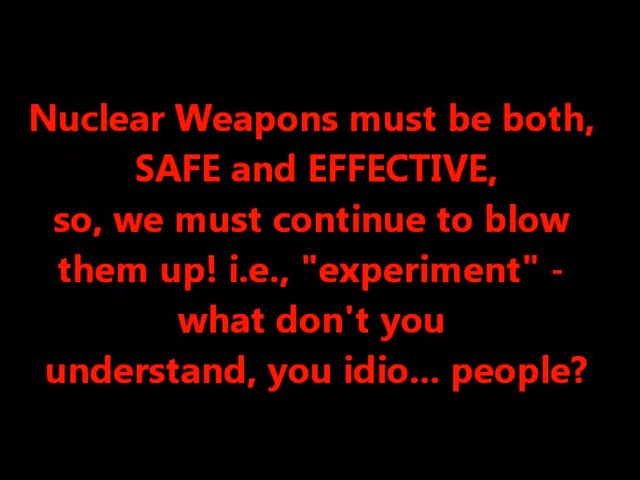 Nuclear Weapons must be both,
SAFE and EFFECTIVE,
so, we must continue to blow
them up! i.e., "experiment" -
what don't you
understand, you idio... people?